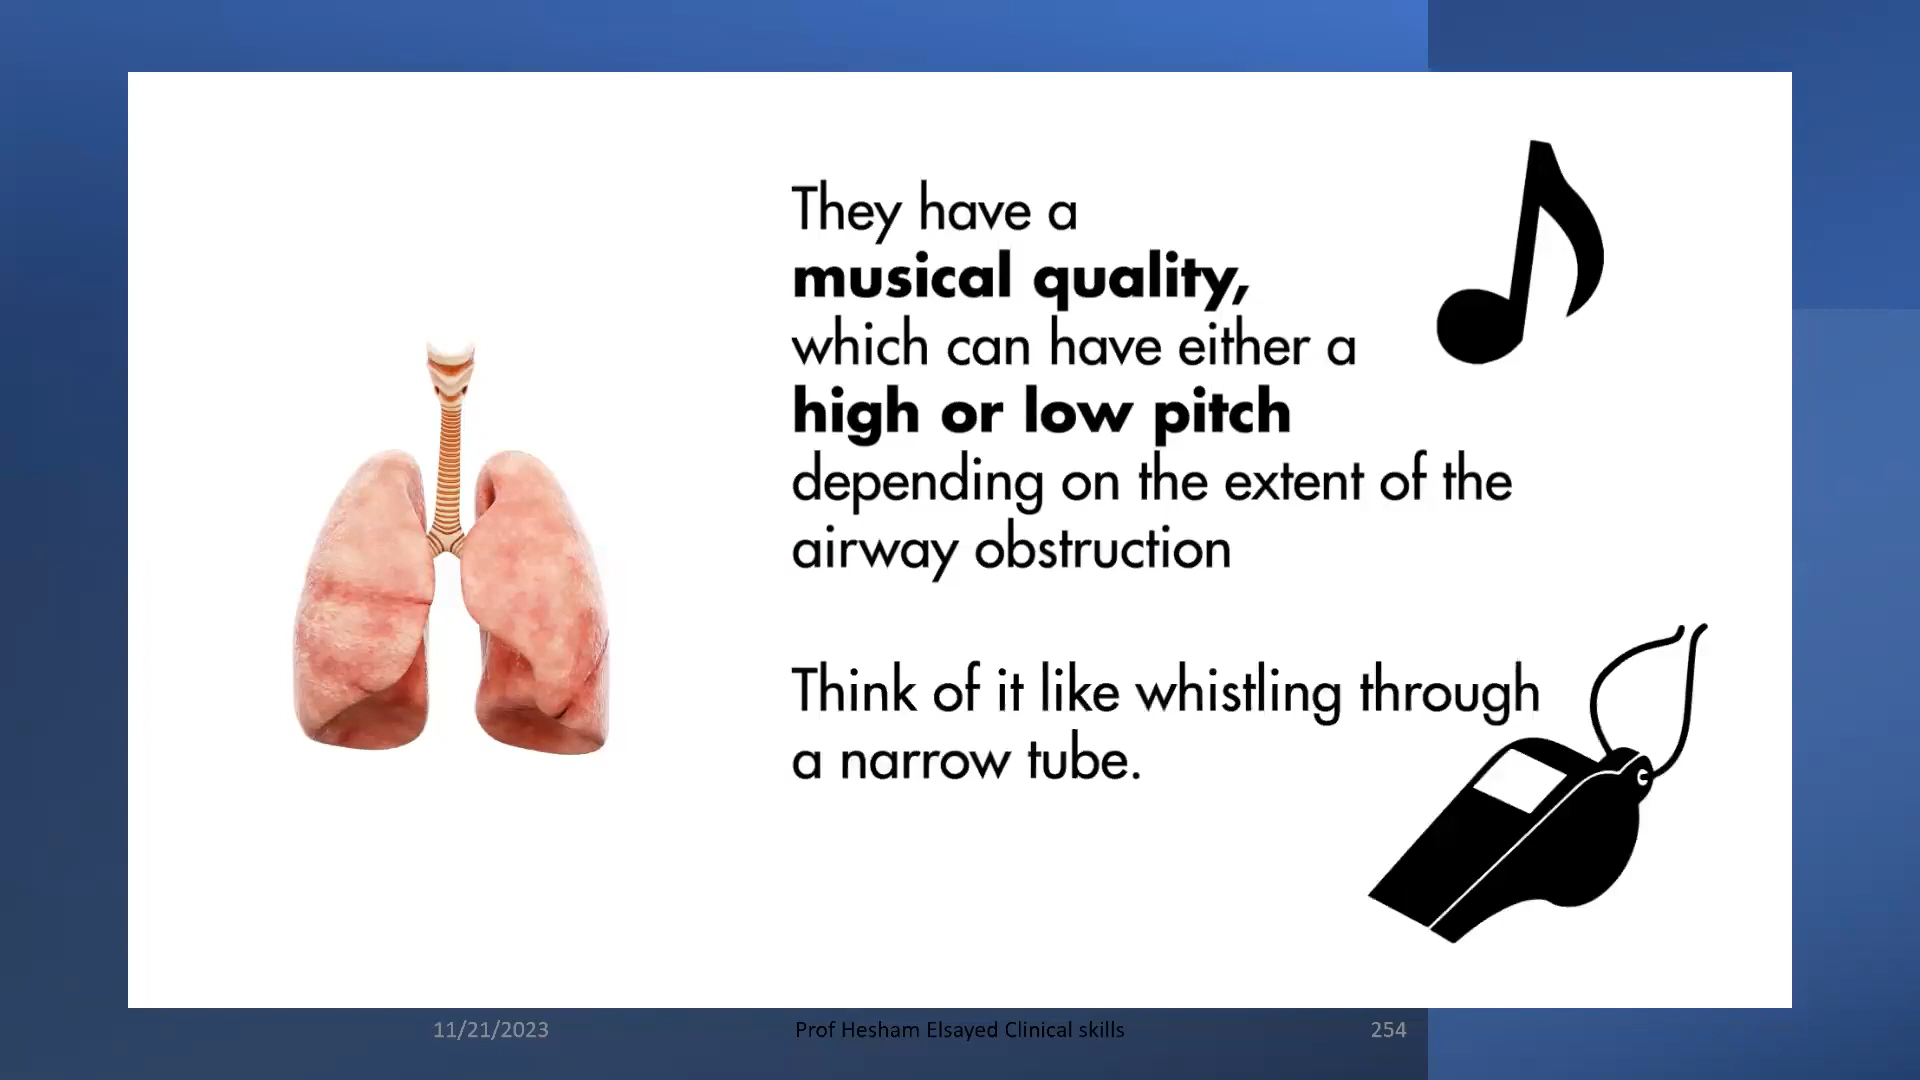 They have a
musical quality,
which can have either a
high or low pitch
depending on the extent of the
airway obstruction
Think of it like whistling through
a narrow tube.
11/21/2023
Prof Hesham Elsayed Clinical skills
254